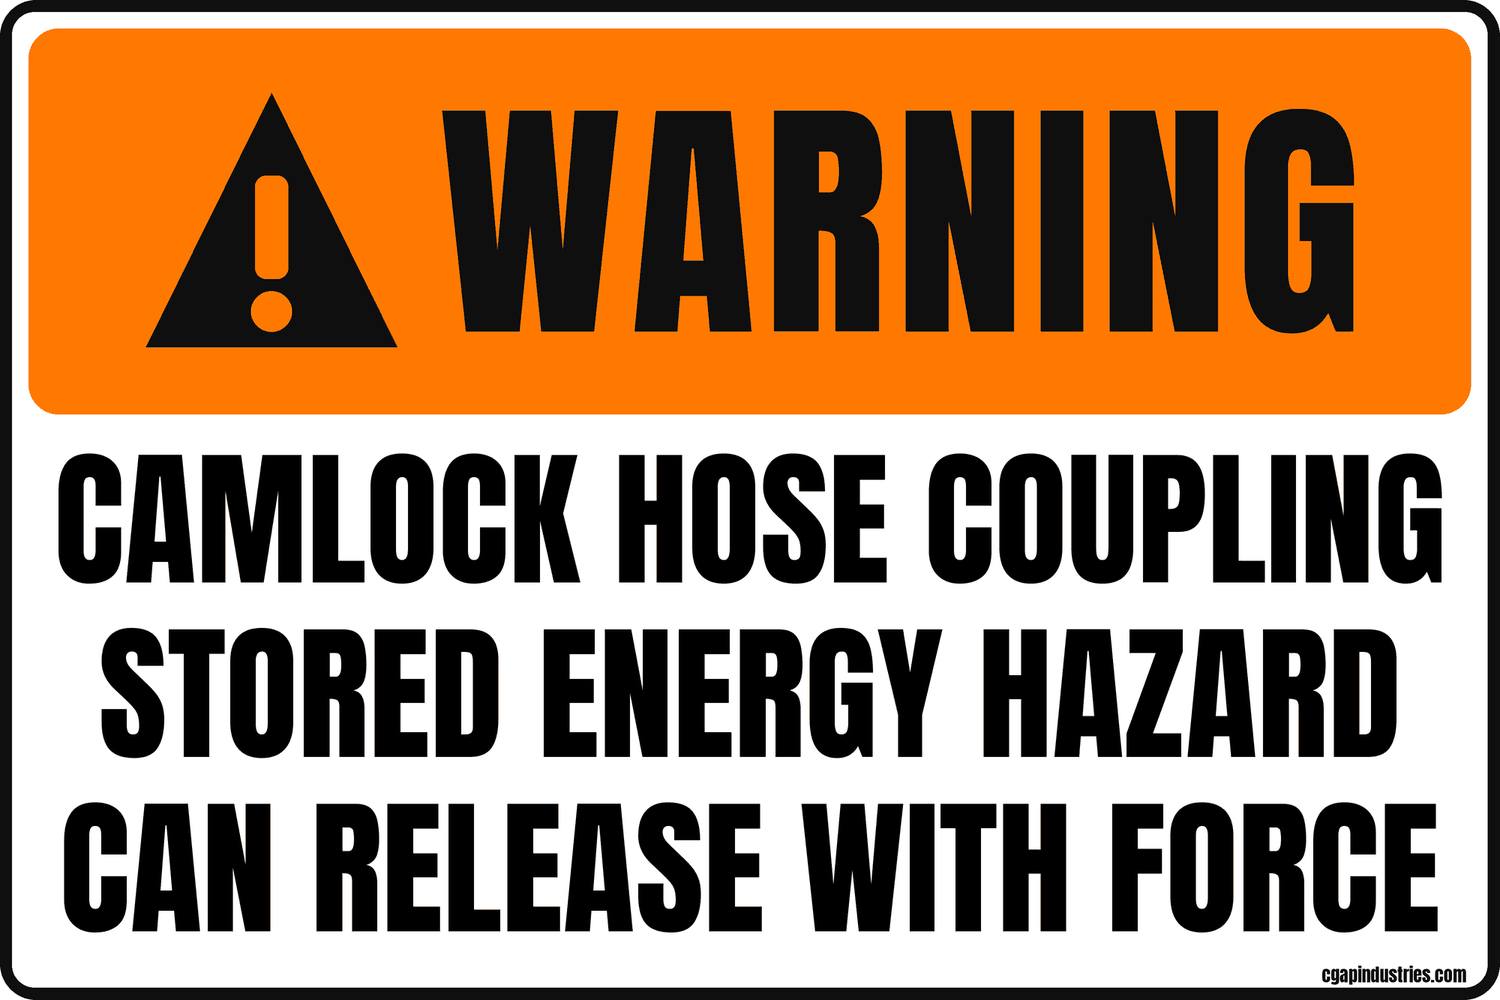 WARNING
CAMLOCK HOSE COUPLING
STORED ENERGY HAZARD
CAN RELEASE WITH FORCE
cgapindustries.com